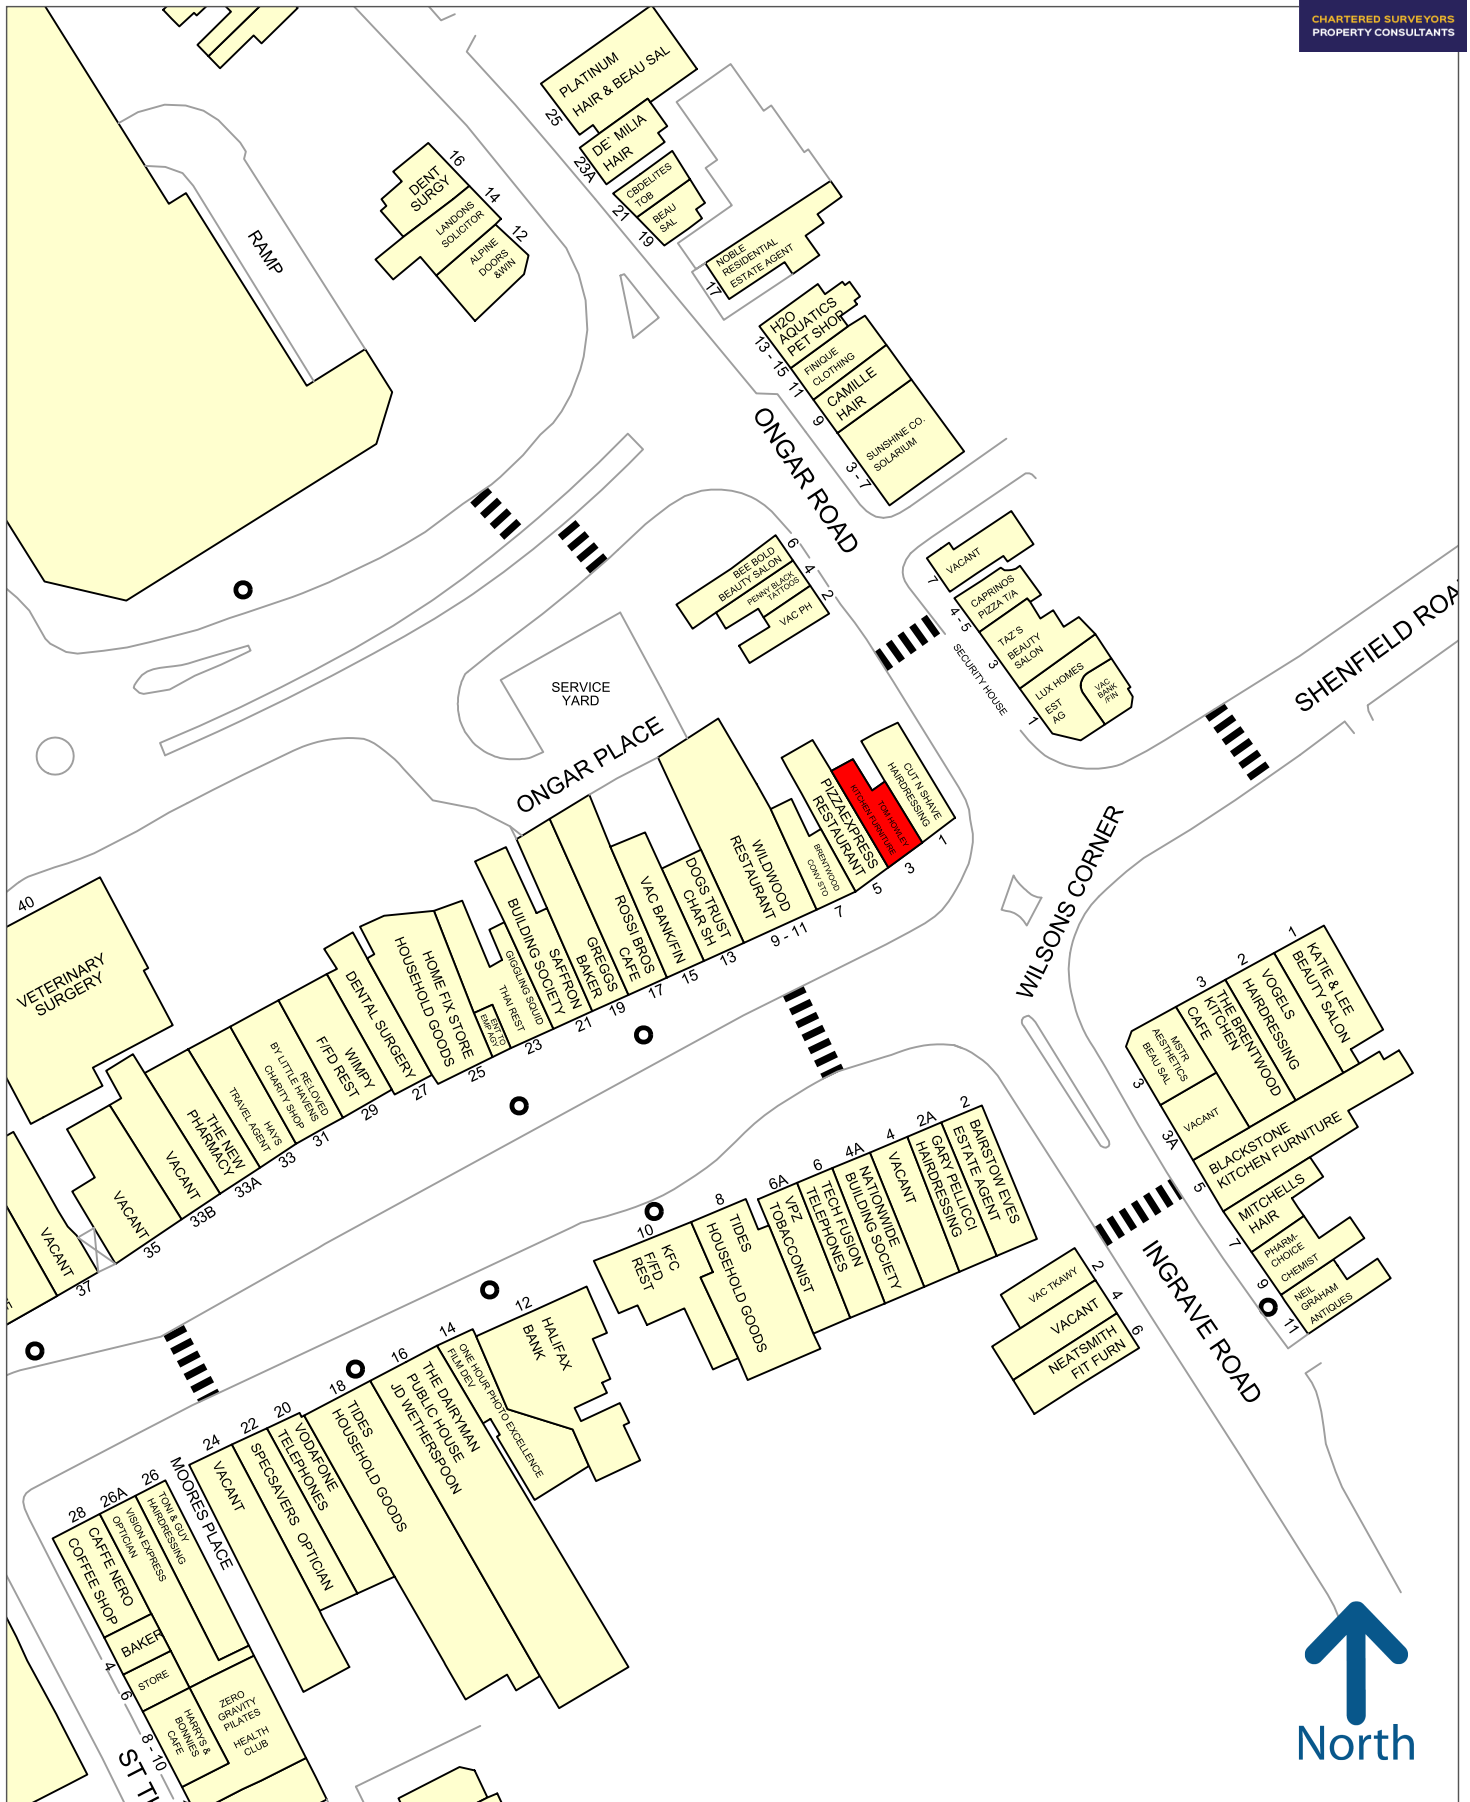 CHARTERED SURVEYORS
PROPERTY CONSULTANTS
PLATINUM
HAIR & BEAU SAL
25
DE` MILIA
HAIR
23A
CBDELITES
TOB
21
BEAU
SAL
19
DENT
SURGY
16
LANDONS
SOLICITOR
14
ALPINE
DOORS
&WIN
12
RAMP
NOBLE
RESIDENTIAL
ESTATE AGENT
17
H2O
AQUATICS
PET SHOP
13 - 15
FINIQUE
CLOTHING
11
CAMILLE
HAIR
9
SUNSHINE CO.
SOLARIUM
3 - 7
ONGAR ROAD
BEE BOLD
BEAUTY SALON
6
PENNY BLACK
TATTOOS
4
VAC PH
2
VACANT
7
CAPRINOS
PIZZA T/A
4 - 5
TAZ'S
BEAUTY
SALON
3
SECURITY HOUSE
LUX HOMES
EST
AG
1
VAC
BANK
/FIN
SHENFIELD ROA
SERVICE
YARD
ONGAR PLACE
CUT N SHAVE
HAIRDRESSING
1
TOM HOWLEY
KITCHEN FURNITURE
3
PIZZAEXPRESS
RESTAURANT
5
BRENTWOOD
CONV STO
7
WILDWOOD
RESTAURANT
9 - 11
DOGS TRUST
CHAR SH
13
VAC BANK/FIN
15
ROSSI BROS
CAFE
17
GREGGS
BAKER
19
SAFFRON
BUILDING SOCIETY
21
GIGGLING SQUID
THAI REST
23
ENT TO
EMP AGY
HOME FIX STORE
HOUSEHOLD GOODS
25
DENTAL SURGERY
27
WIMPY
F/FD REST
29
RE:LOVED
BY LITTLE HAVENS
CHARITY SHOP
31
HAYS
TRAVEL AGENT
33
THE NEW
PHARMACY
33A
VACANT
33B
VACANT
35
VACANT
37
40
VETERINARY
SURGERY
WILSONS CORNER
KATIE & LEE
BEAUTY SALON
1
VOGELS
HAIRDRESSING
2
THE BRENTWOOD
KITCHEN
CAFE
3
MSTR
AESTHETICS
BEAU SAL
3
VACANT
3A
BLACKSTONE
KITCHEN FURNITURE
5
MITCHELLS
HAIR
7
PHARM-
CHOICE
CHEMIST
9
NEIL
GRAHAM
ANTIQUES
11
INGRAVE ROAD
VAC TKAWY
2
VACANT
4
NEATSMITH
FIT FURN
6
BAIRSTOW EVES
ESTATE AGENT
2
GARY PELLICCI
HAIRDRESSING
2A
VACANT
4
NATIONWIDE
BUILDING SOCIETY
4A
TECH FUSION
TELEPHONES
6
VPZ
TOBACCONIST
6A
TIDES
HOUSEHOLD GOODS
8
KFC
F/FD
REST
10
HALIFAX
BANK
12
ONE HOUR PHOTO EXCELLENCE
FILM DEV
14
THE DAIRYMAN
PUBLIC HOUSE
JD WETHERSPOON
16
TIDES
HOUSEHOLD GOODS
18
VODAFONE
TELEPHONES
20
SPECSAVERS OPTICIAN
22
VACANT
24
MOORES PLACE
TONI & GUY
HAIRDRESSING
26
VISION EXPRESS
OPTICIAN
26A
CAFFE NERO
COFFEE SHOP
28
BAKER
4
STORE
6
HARRYS &
BONNIES
CAFE
8 - 10
ZERO
GRAVITY
PILATES
HEALTH
CLUB
North